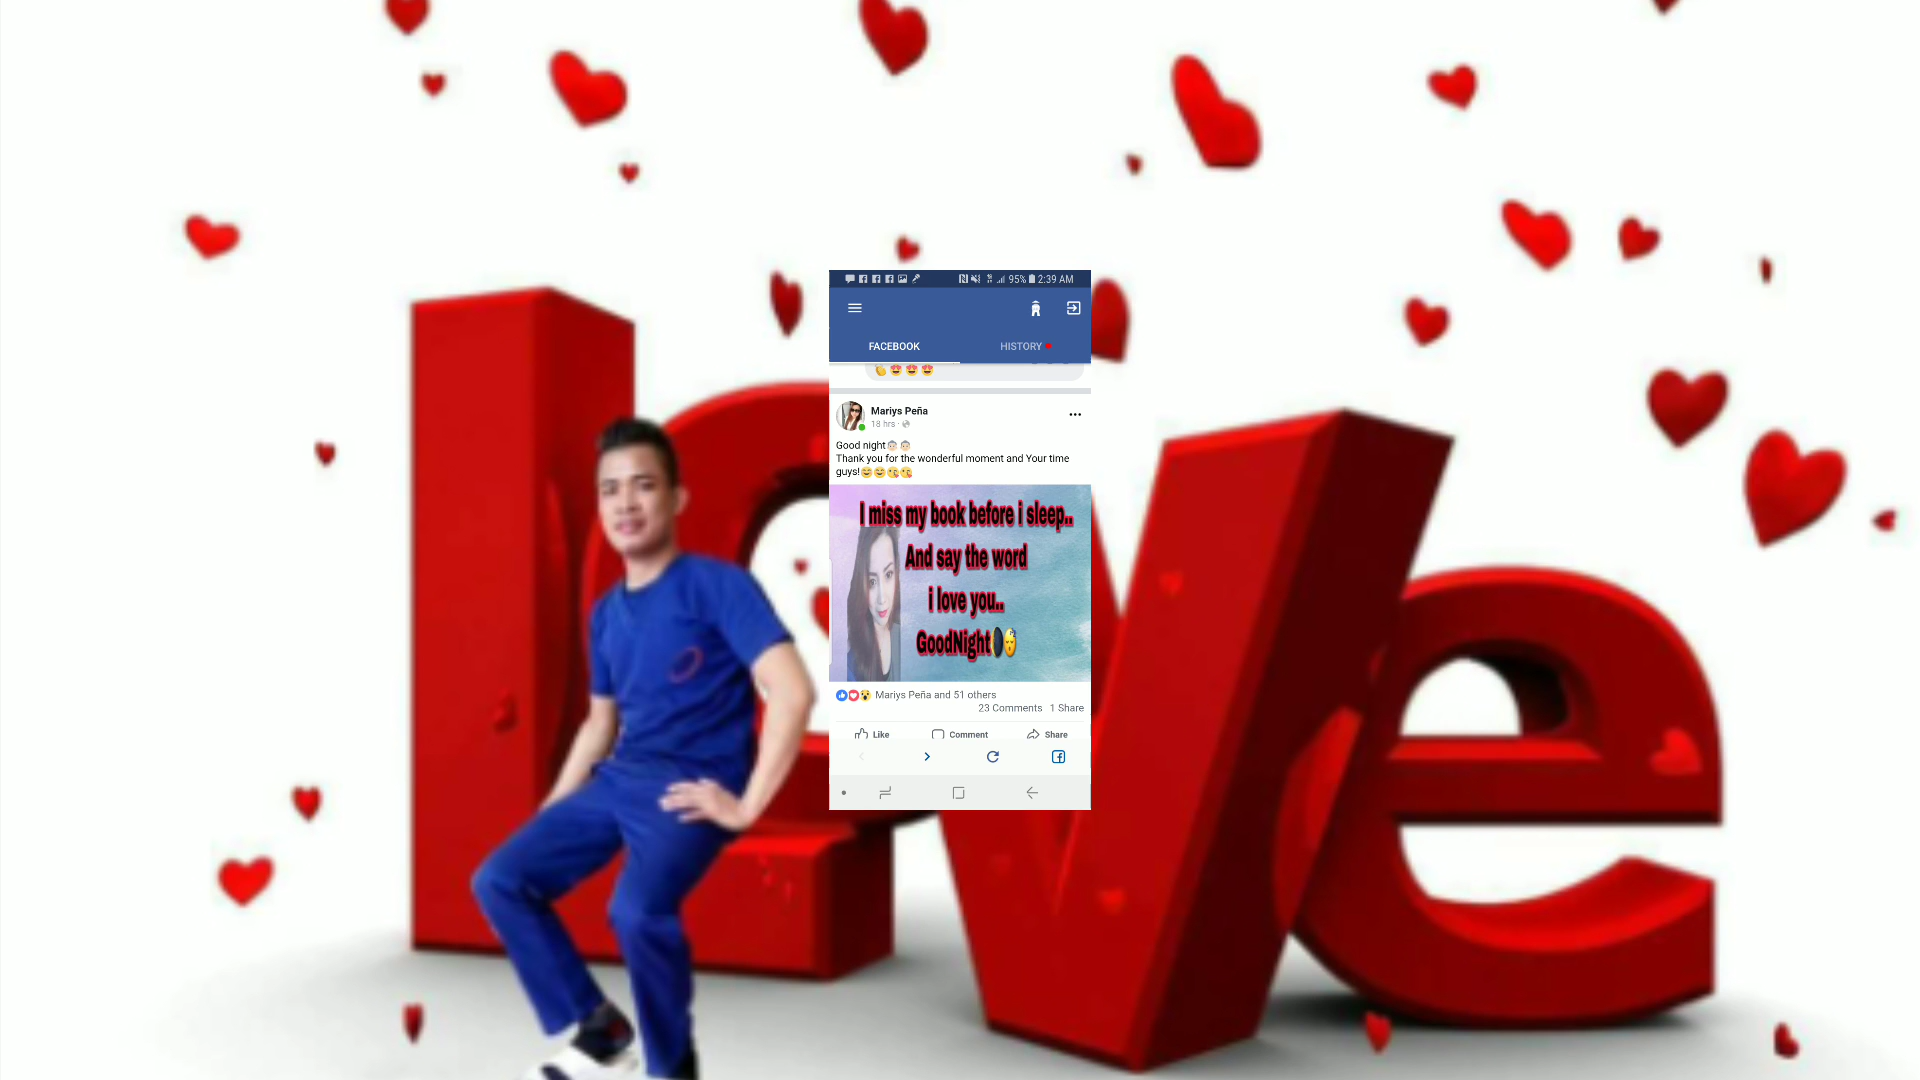 Love
95% 2:39 AM
FACEBOOK
HISTORY
Mariys Peña
18 hrs ·
Good night
Thank you for the wonderful moment and Your time
guys!
I miss my book before i sleep..
And say the word
i love you..
GoodNight
Mariys Peña and 51 others
23 Comments 1 Share
Like
Comment
Share